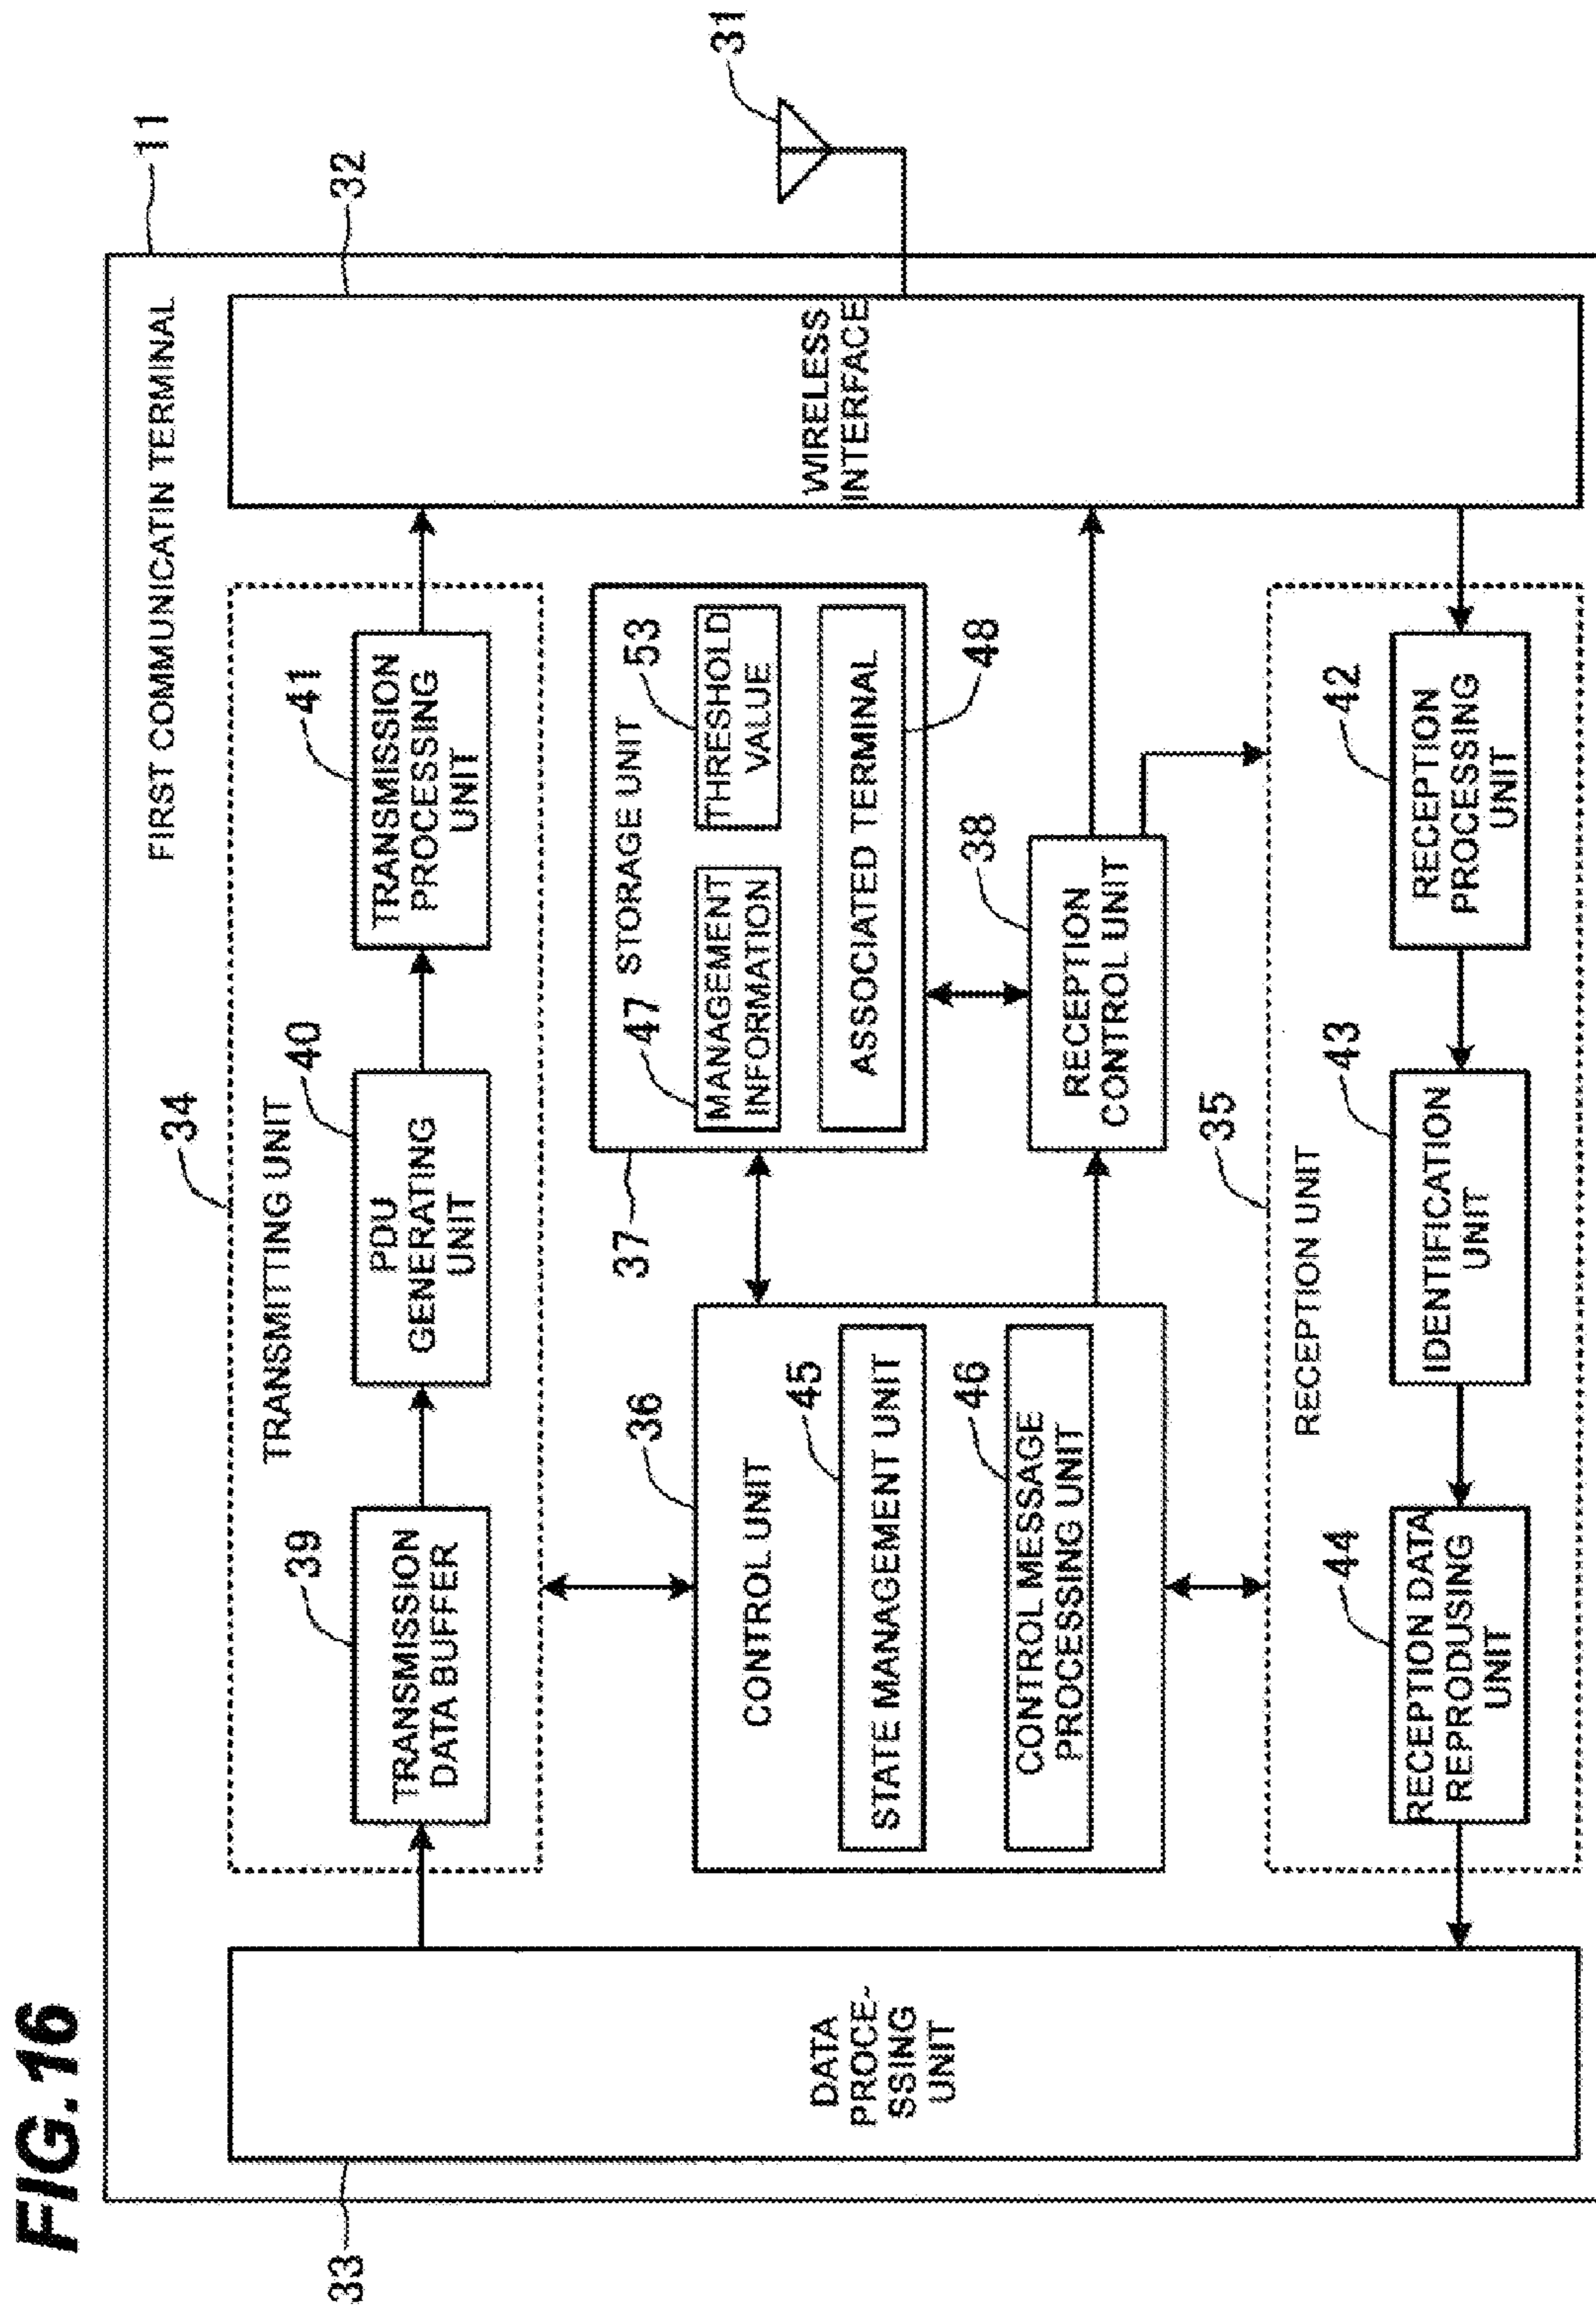 FIG.16
11
FIRST COMMUNICATIN TERMINAL
34
TRANSMITTING UNIT
39
TRANSMISSION
DATA BUFFER
40
PDU
GENERATING
UNIT
41
TRANSMISSION
PROCESSING
UNIT
33
DATA
PROCE-
SSING
UNIT
36
CONTROL UNIT
45
STATE MANAGEMENT UNIT
46
CONTROL MESSAGE
PROCESSING UNIT
37
STORAGE UNIT
47
MANAGEMENT
INFORMATION
53
THRESHOLD
VALUE
ASSOCIATED TERMINAL
48
38
RECEPTION
CONTROL UNIT
32
WIRELESS
INTERFACE
31
35
RECEPTION UNIT
44
RECEPTION DATA
REPRODUSING
UNIT
43
IDENTIFICATION
UNIT
42
RECEPTION
PROCESSING
UNIT